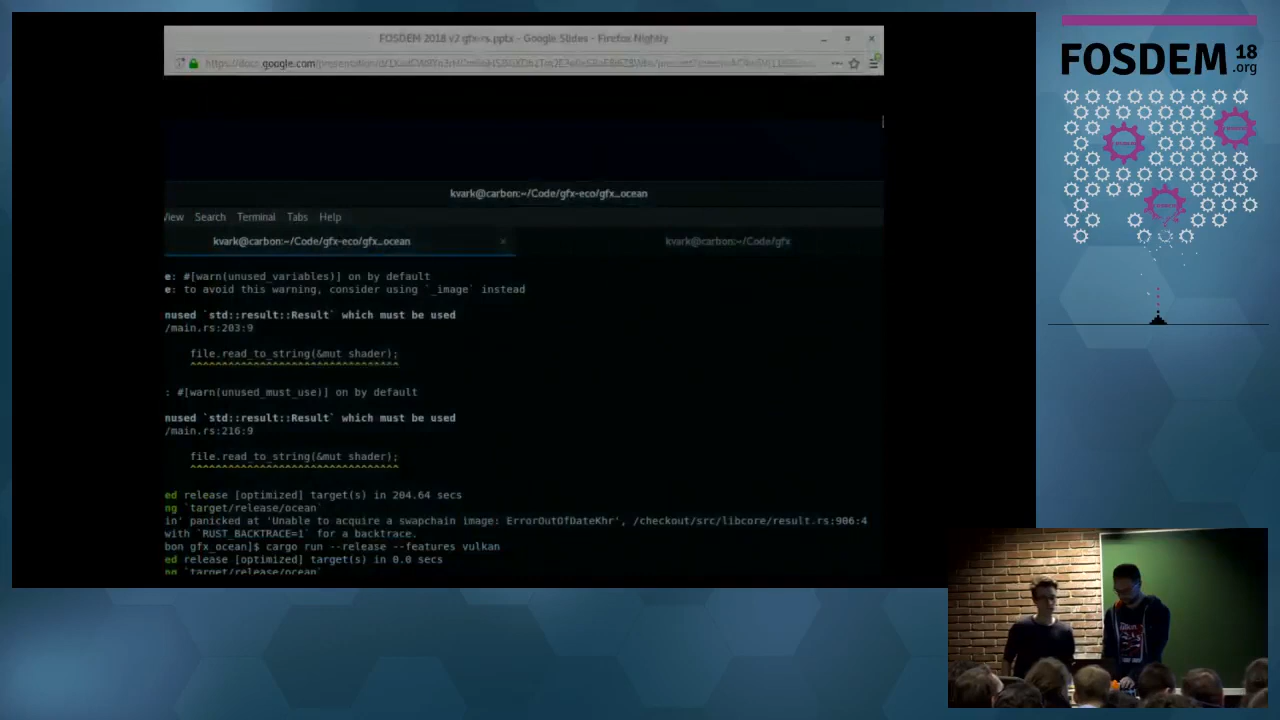 FOSDEM 2018 v2 gfx-rs.pptx - Google Slides - Firefox Nightly
FOSDEM 18
.org
kvark@carbon:~/Code/gfx-eco/gfx_ocean
View Search Terminal Tabs Help
kvark@carbon:~/Code/gfx-eco/gfx_ocean × kvark@carbon:~/Code/gfx
e: #[warn(unused_variables)] on by default
e: to avoid this warning, consider using `_image` instead
nused `std::result::Result` which must be used
/main.rs:203:9
file.read_to_string(&mut shader);
^^^^^^^^^^^^^^^^^^^^^^^^^^^^^^^^^
: #[warn(unused_must_use)] on by default
nused `std::result::Result` which must be used
/main.rs:216:9
file.read_to_string(&mut shader);
^^^^^^^^^^^^^^^^^^^^^^^^^^^^^^^^^
ed release [optimized] target(s) in 204.64 secs
ng `target/release/ocean`
in' panicked at 'Unable to acquire a swapchain image: ErrorOutOfDateKhr', /checkout/src/libcore/result.rs:906:4
with `RUST_BACKTRACE=1` for a backtrace.
bon gfx_ocean]$ cargo run --release --features vulkan
ed release [optimized] target(s) in 0.0 secs
ng `target/release/ocean`